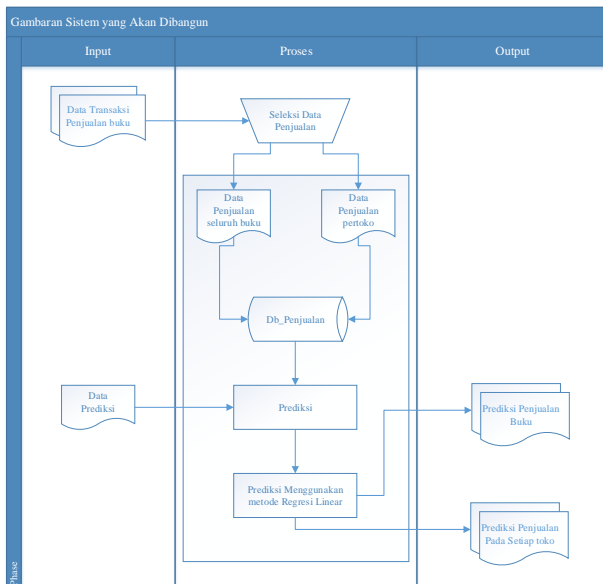 Gambaran Sistem yang Akan Dibangun
Input
Proses
Output
Data Transaksi
Penjualan buku
Seleksi Data
Penjualan
Data
Penjualan
seluruh buku
Data
Penjualan
pertoko
Db_Penjualan
Data
Prediksi
Prediksi
Prediksi Penjualan
Buku
Prediksi Menggunakan
metode Regresi Linear
Prediksi Penjualan
Pada Setiap toko
Phase